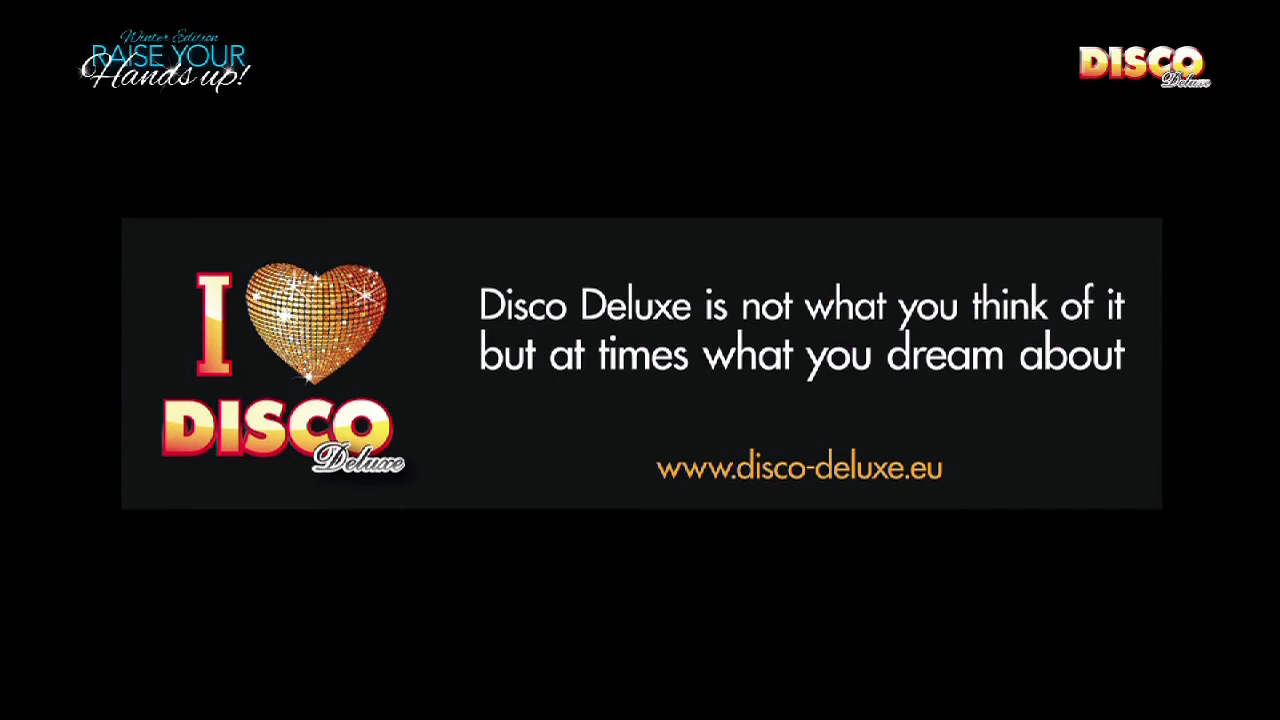 Winter Edition
RAISE YOUR
Hands up!
DISCO
Deluxe
I
DISCO
Deluxe
Disco Deluxe is not what you think of it
but at times what you dream about
www.disco-deluxe.eu